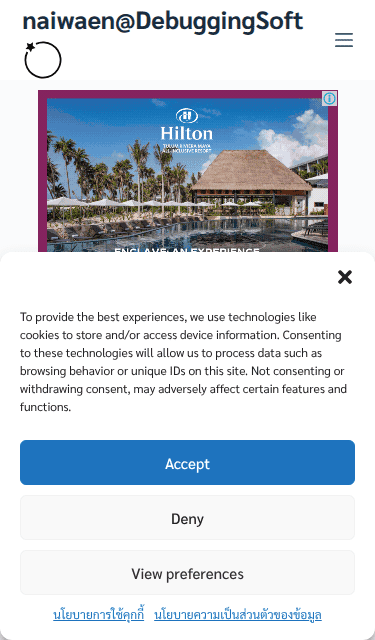 naiwaen@DebuggingSoft
Hilton
TULUM RIVIERA MAYA
ALL-INCLUSIVE RESORT
ENCLAVE: AN EXPERIENCE
To provide the best experiences, we use technologies like
cookies to store and/or access device information. Consenting
to these technologies will allow us to process data such as
browsing behavior or unique IDs on this site. Not consenting or
withdrawing consent, may adversely affect certain features and
functions.
Accept
Deny
View preferences
นโยบายการใช้คุกกี้ นโยบายความเป็นส่วนตัวของข้อมูล